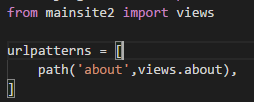 from mainsite2 import views
urlpatterns = [
    path('about',views.about),
]